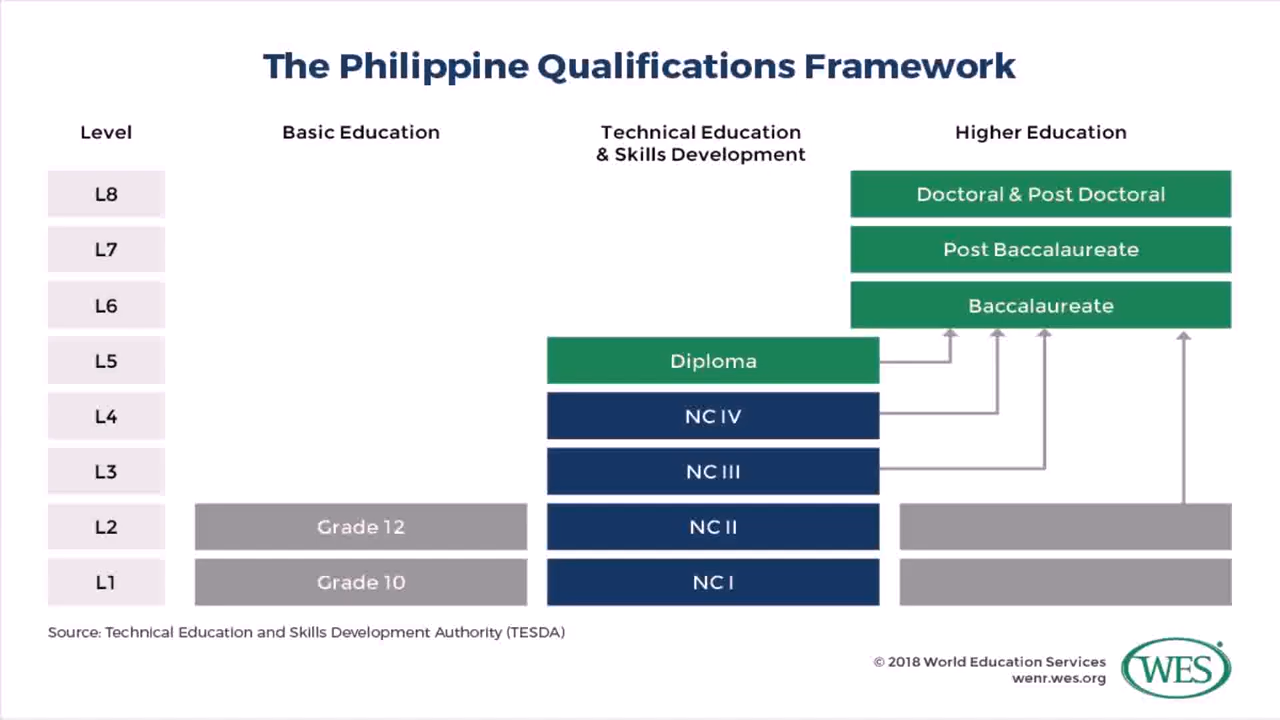 The Philippine Qualifications Framework
Level
Basic Education
Technical Education
& Skills Development
Higher Education
L8
Doctoral & Post Doctoral
L7
Post Baccalaureate
L6
Baccalaureate
L5
Diploma
L4
NC IV
L3
NC III
L2
Grade 12
NC II
L1
Grade 10
NC I
Source: Technical Education and Skills Development Authority (TESDA)
© 2018 World Education Services
wenr.wes.org
WES